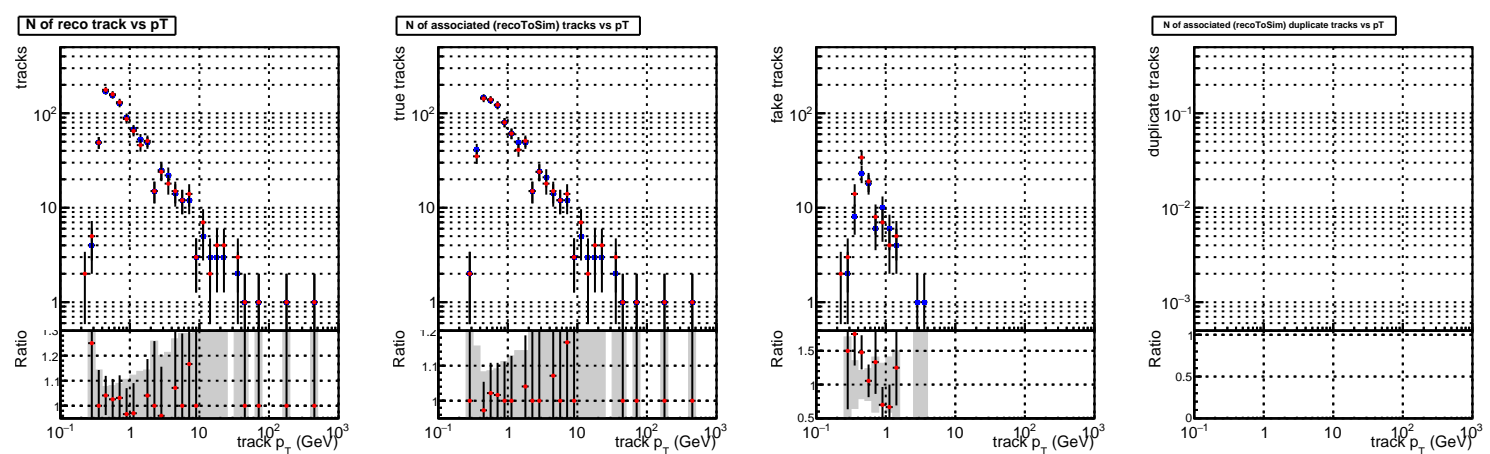 N of reco track vs pT
tracks
10²
10
1
Ratio
1.3
1.2
1.1
1
10⁻¹ 1 10 10² 10³
track p_T (GeV)
N of associated (recoToSim) tracks vs pT
true tracks
10²
10
1
Ratio
1.2
1.1
1
10⁻¹ 1 10 10² 10³
track p_T (GeV)
fake tracks
10²
10
1
Ratio
1.5
1
0.5
10⁻¹ 1 10 10² 10³
track p_T (GeV)
N of associated (recoToSim) duplicate tracks vs pT
duplicate tracks
10⁻¹
10⁻²
10⁻³
Ratio
1
0.5
0
10⁻¹ 1 10 10² 10³
track p_T (GeV)